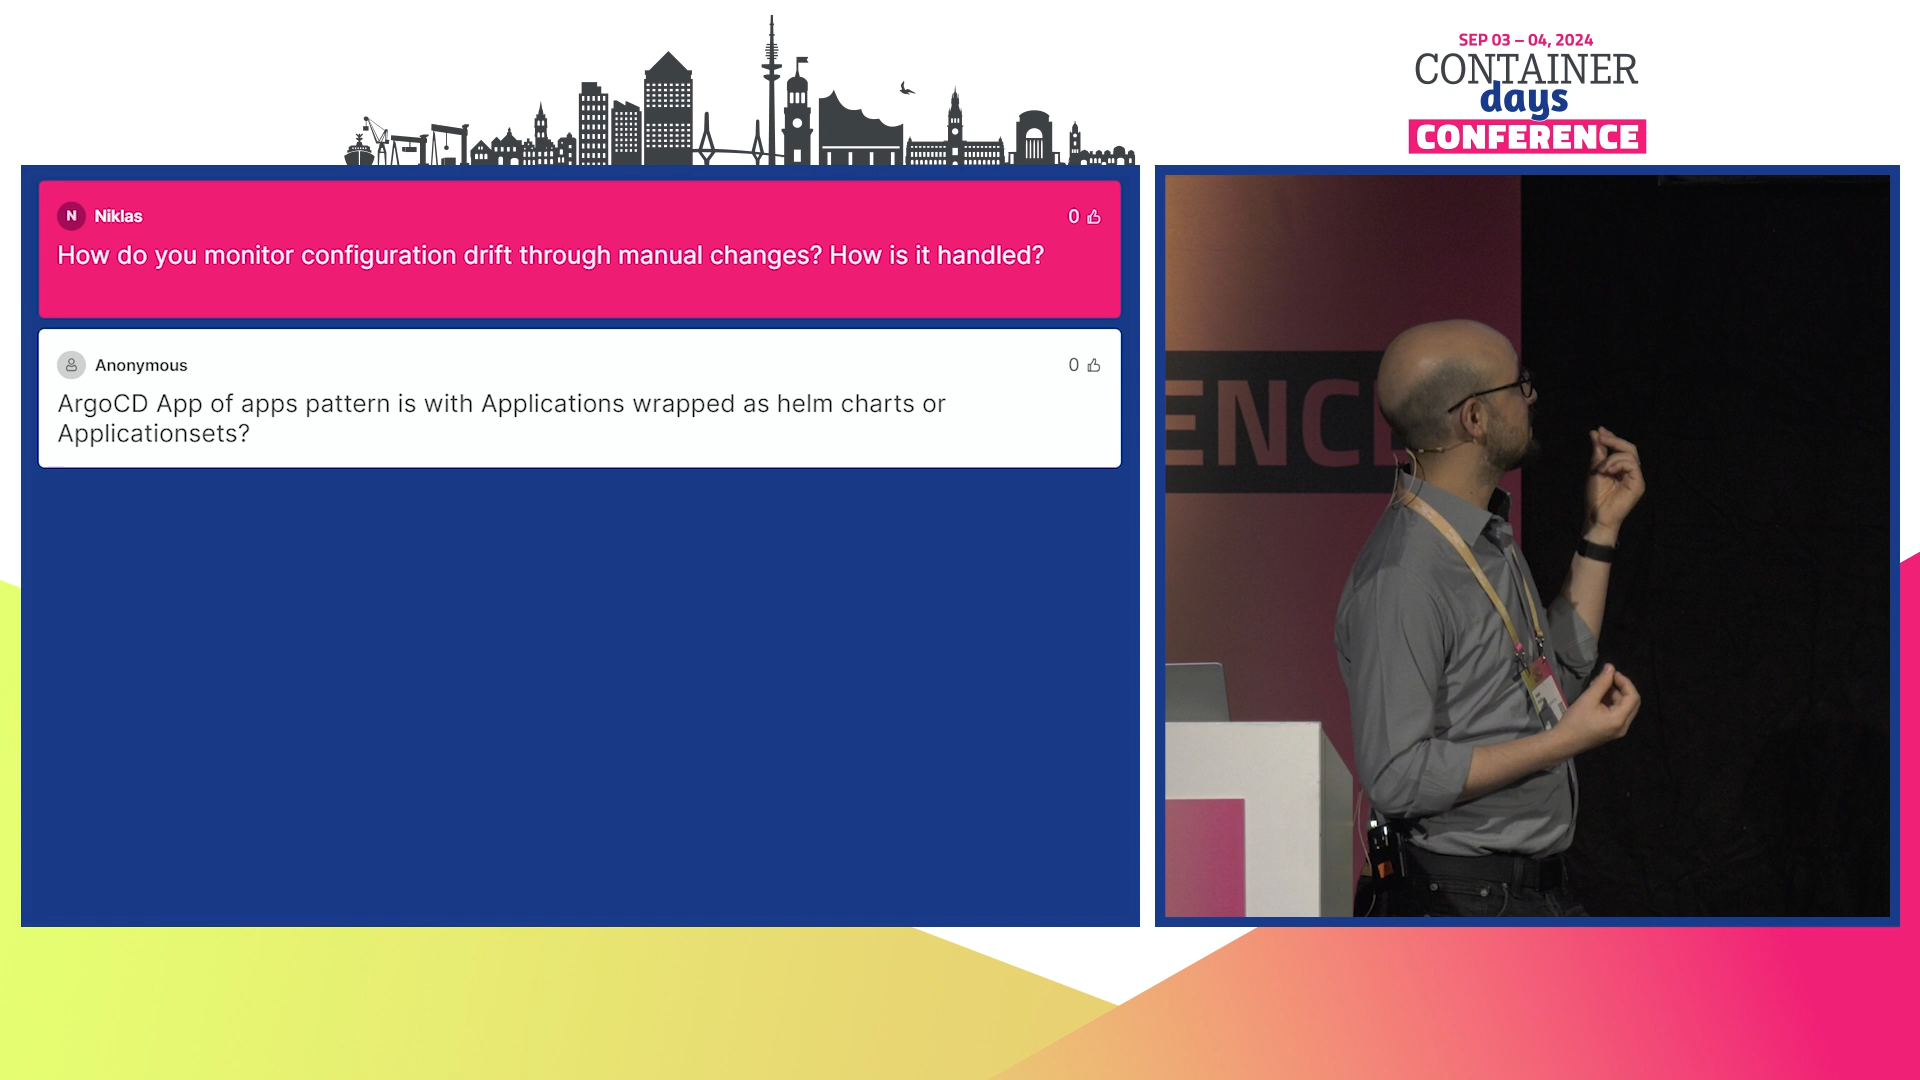 SEP 03 – 04, 2024
CONTAINER
days
CONFERENCE
N Niklas 0
How do you monitor configuration drift through manual changes? How is it handled?
Anonymous 0
ArgoCD App of apps pattern is with Applications wrapped as helm charts or
Applicationsets?
ENC